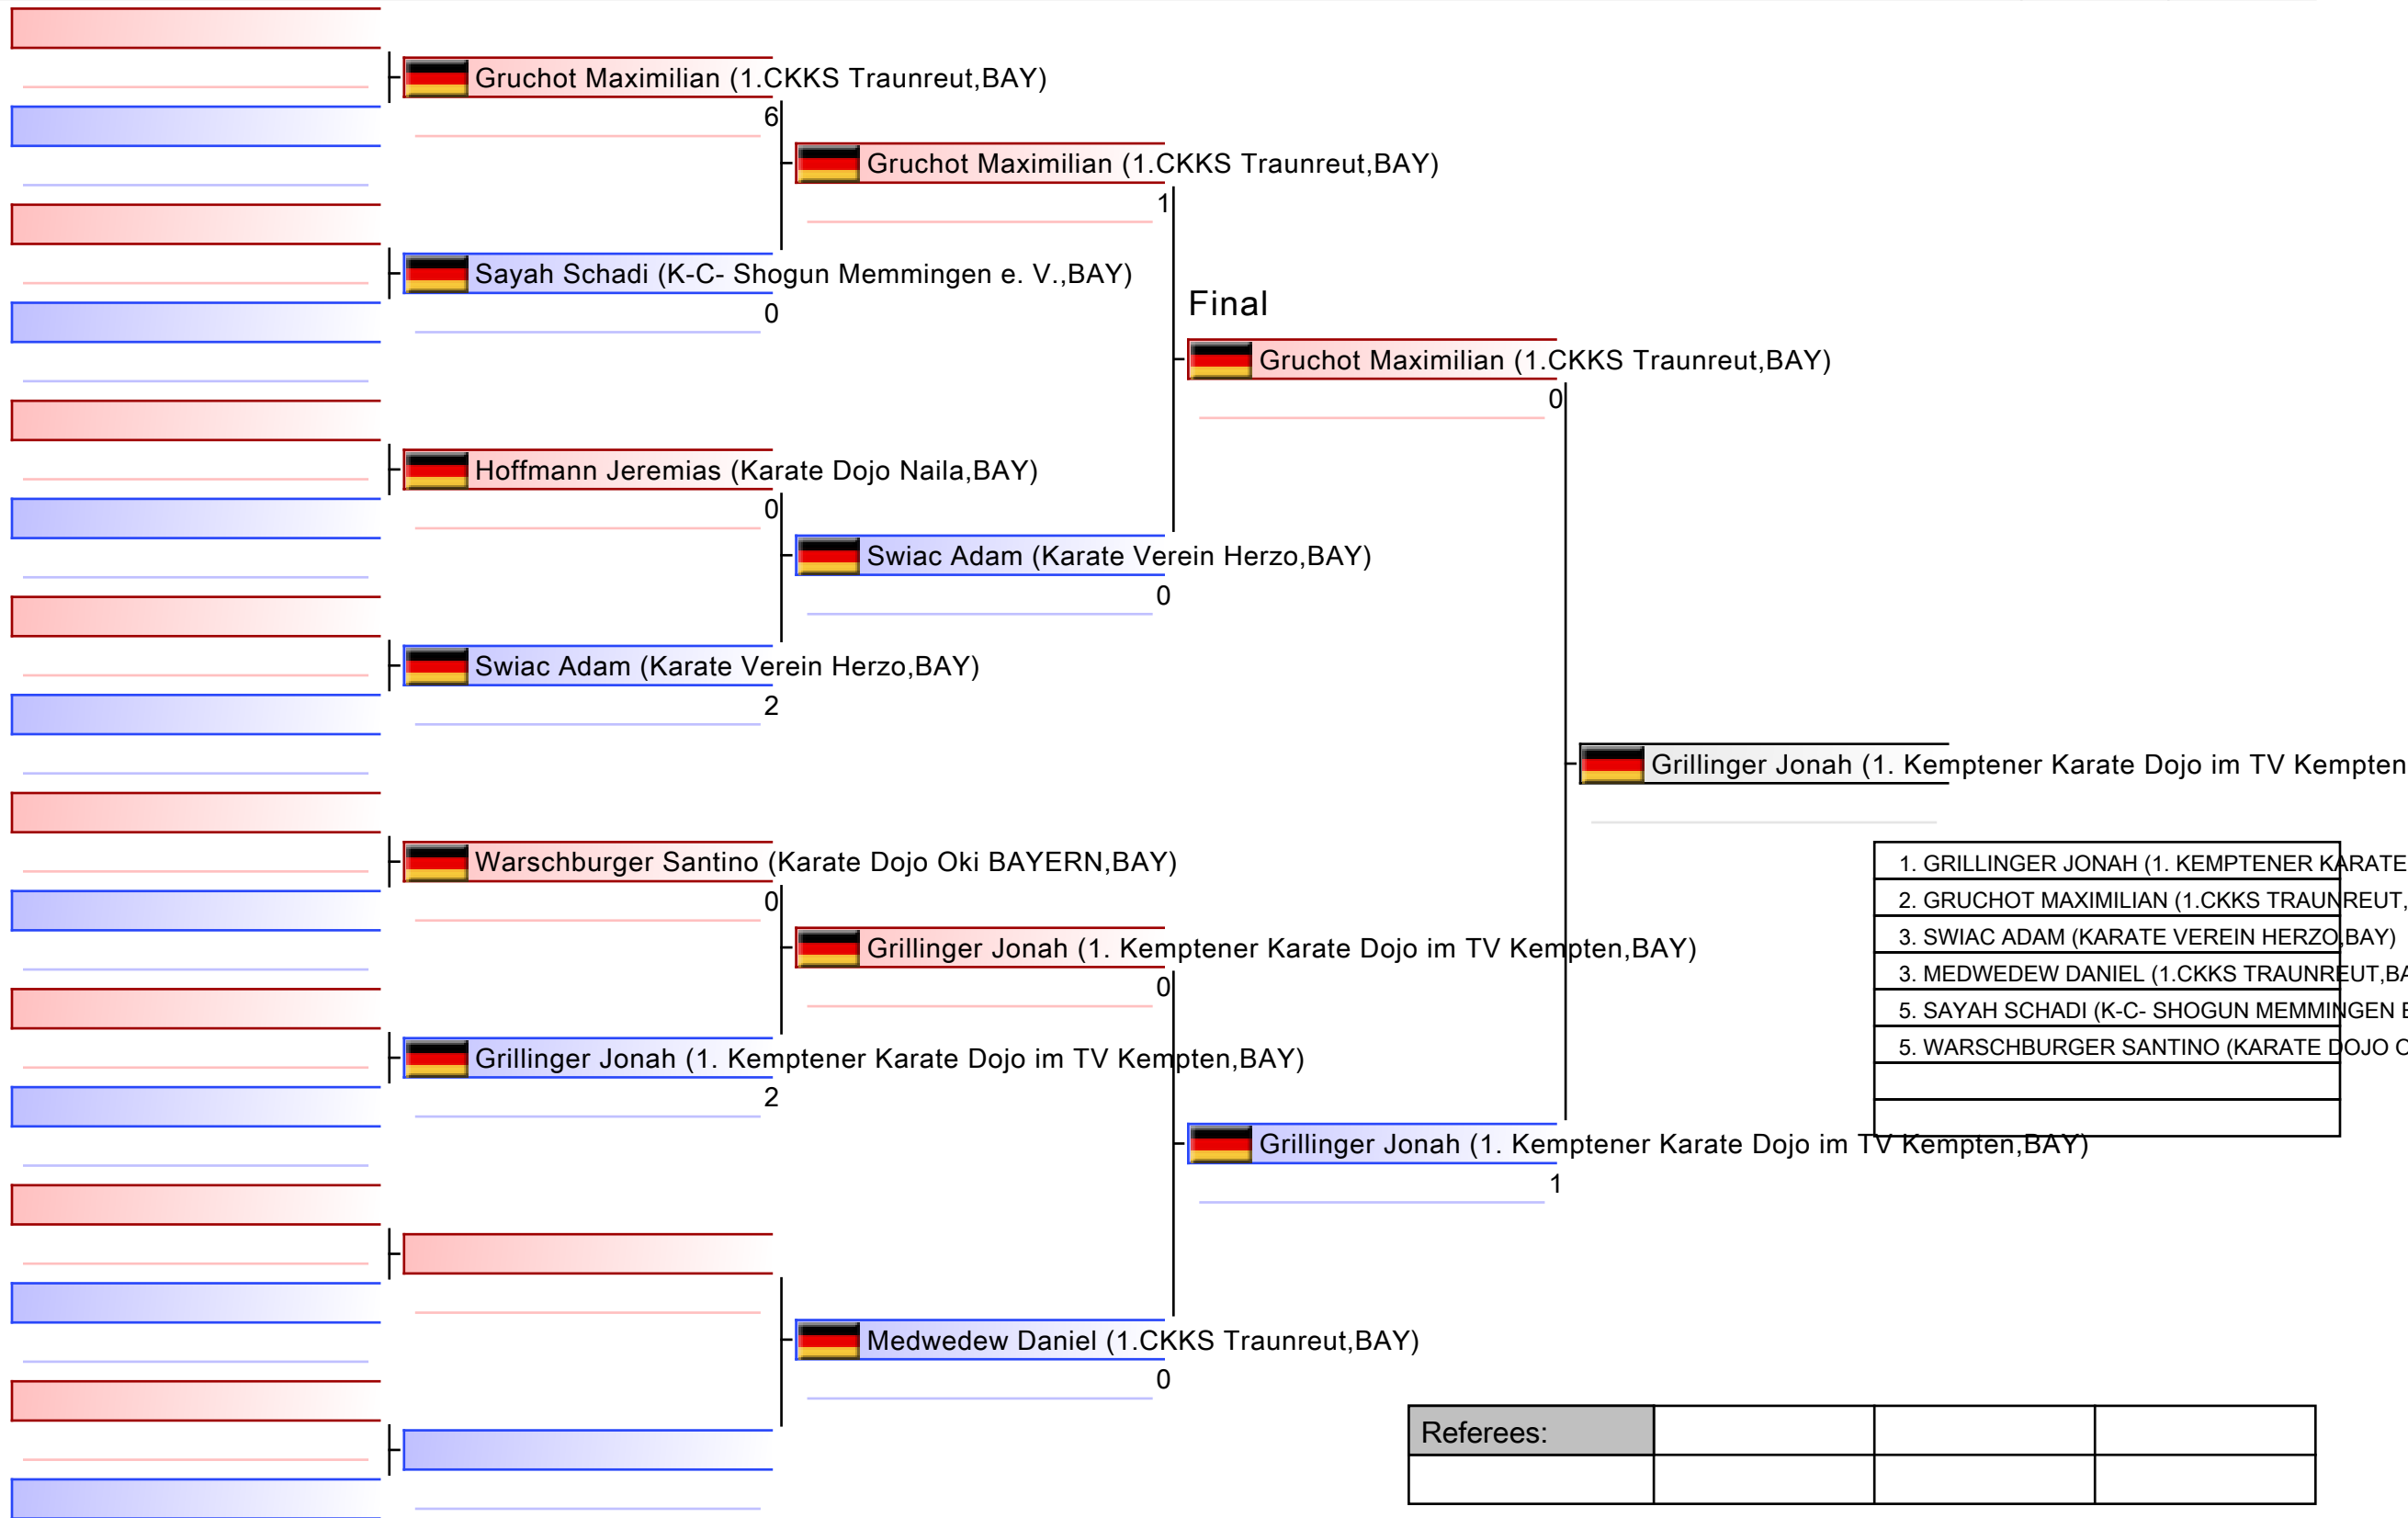 Gruchot Maximilian (1.CKKS Traunreut,BAY)
6
Gruchot Maximilian (1.CKKS Traunreut,BAY)
1
Sayah Schadi (K-C- Shogun Memmingen e. V.,BAY)
0
Final
Gruchot Maximilian (1.CKKS Traunreut,BAY)
0
Hoffmann Jeremias (Karate Dojo Naila,BAY)
0
Swiac Adam (Karate Verein Herzo,BAY)
0
Swiac Adam (Karate Verein Herzo,BAY)
2
Grillinger Jonah (1. Kemptener Karate Dojo im TV Kempten
Warschburger Santino (Karate Dojo Oki BAYERN,BAY)
0
Grillinger Jonah (1. Kemptener Karate Dojo im TV Kempten,BAY)
0
Grillinger Jonah (1. Kemptener Karate Dojo im TV Kempten,BAY)
2
Grillinger Jonah (1. Kemptener Karate Dojo im TV Kempten,BAY)
1
Medwedew Daniel (1.CKKS Traunreut,BAY)
0
1. GRILLINGER JONAH (1. KEMPTENER KARATE
2. GRUCHOT MAXIMILIAN (1.CKKS TRAUNREUT,
3. SWIAC ADAM (KARATE VEREIN HERZO,BAY)
3. MEDWEDEW DANIEL (1.CKKS TRAUNREUT,BA
5. SAYAH SCHADI (K-C- SHOGUN MEMMINGEN E
5. WARSCHBURGER SANTINO (KARATE DOJO O
Referees: